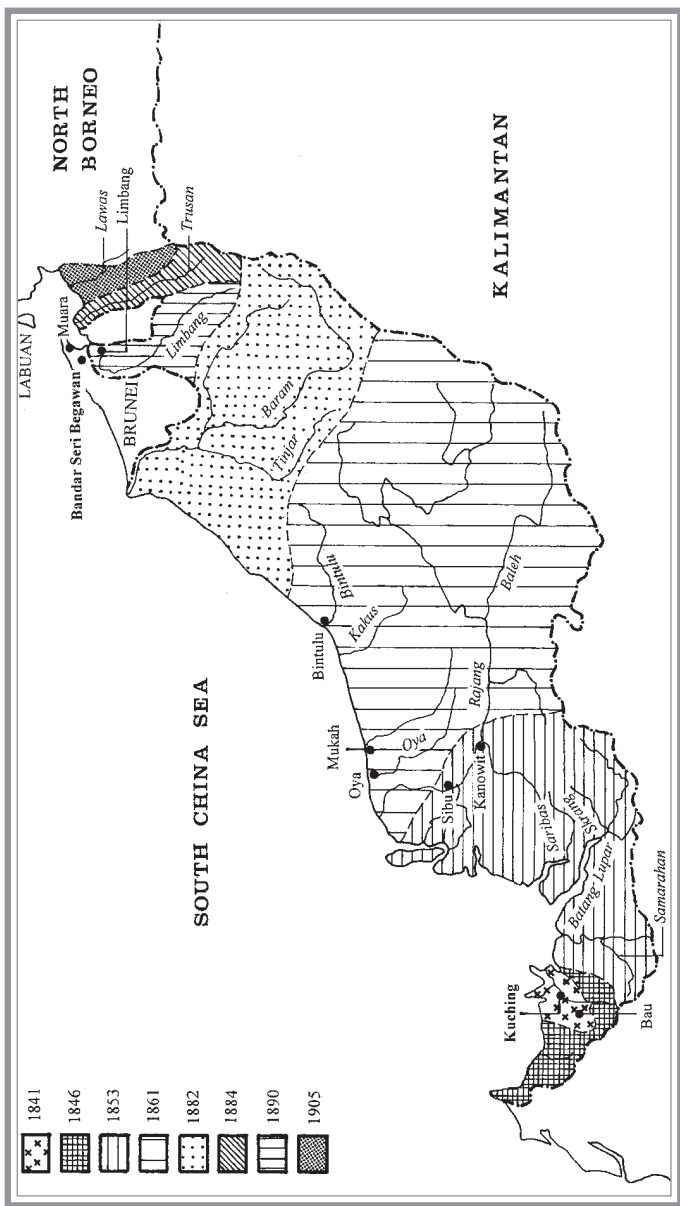 NORTH
BORNEO
Lawas
Limbang
Trusan
LABUAN
Muara
Bandar Seri Begawan
BRUNEI
Limbang
Baram
Tinjar
KALIMANTAN
SOUTH CHINA SEA
Bintulu
Bintulu
Kakus
Baleh
Rajang
Mukah
Oya
Oya
Sibu
Kanowit
Saribas
Skrang
Batang Lupar
Samarahan
Kuching
Bau
1841
1846
1853
1861
1882
1884
1890
1905